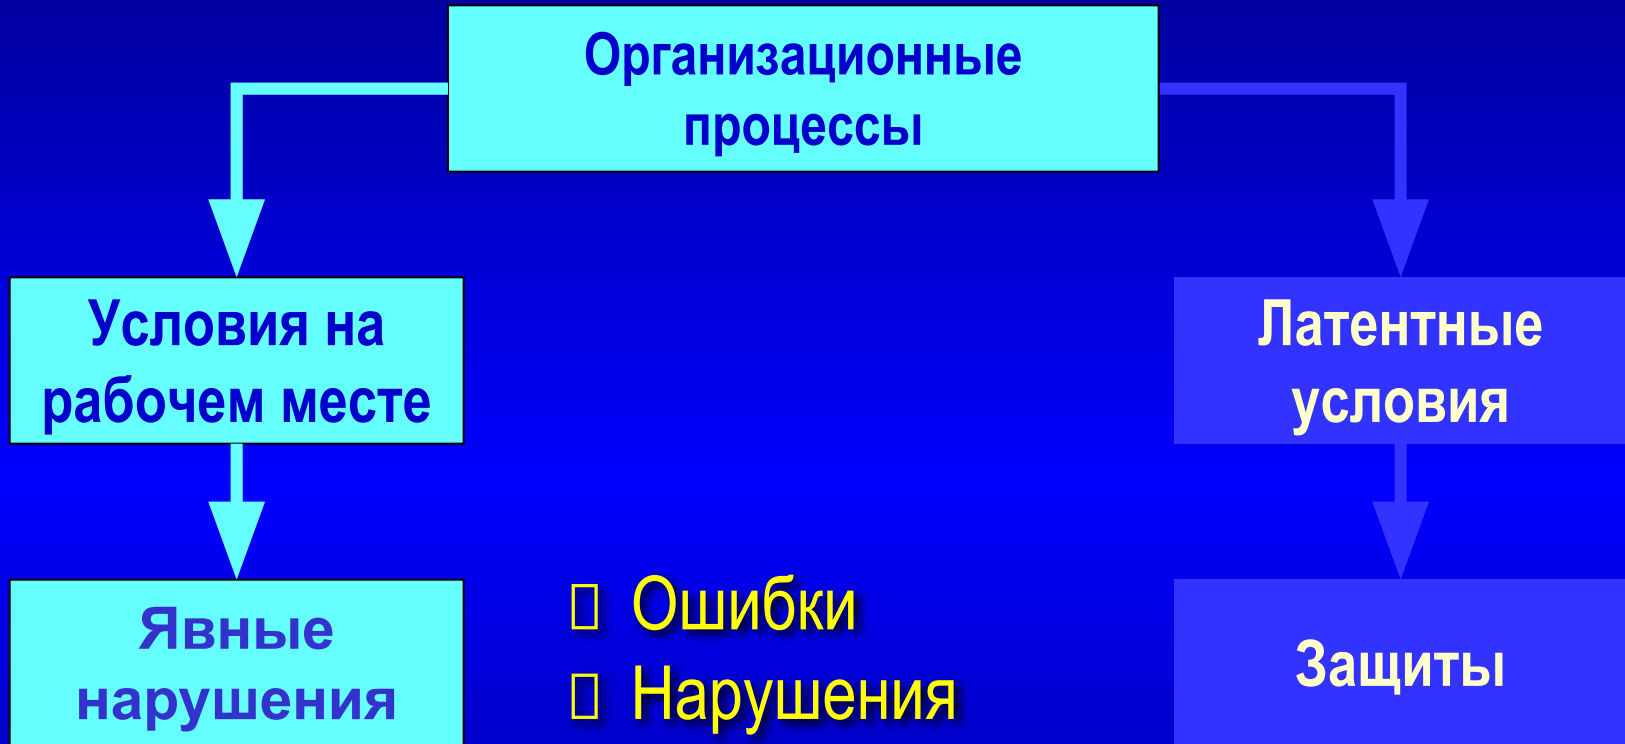 Организационные
процессы
Условия на
рабочем месте
Латентные
условия
Явные
нарушения
Ошибки
Нарушения
Защиты